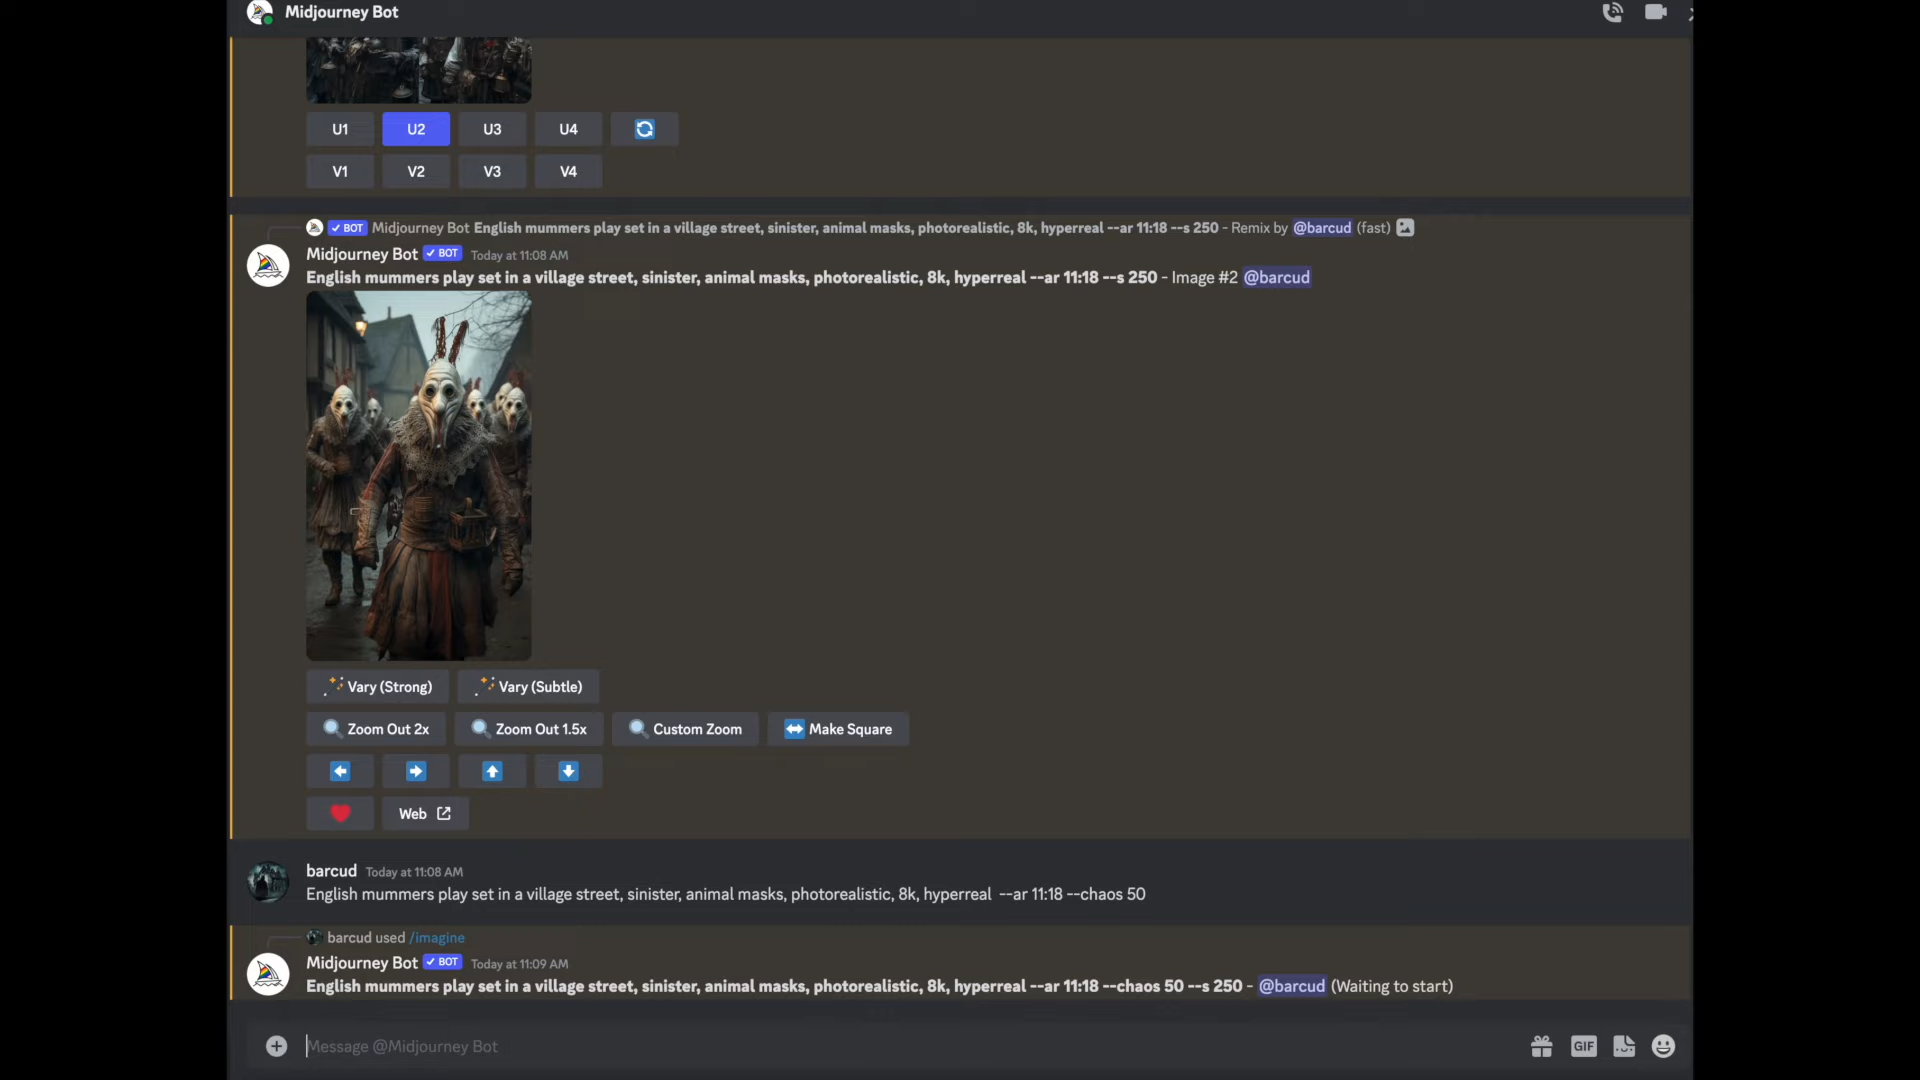 Midjourney Bot
U1 U2 U3 U4
V1 V2 V3 V4
BOT Midjourney Bot English mummers play set in a village street, sinister, animal masks, photorealistic, 8k, hyperreal --ar 11:18 --s 250 - Remix by @barcud (fast)
Midjourney Bot BOT Today at 11:08 AM
English mummers play set in a village street, sinister, animal masks, photorealistic, 8k, hyperreal --ar 11:18 --s 250 - Image #2 @barcud
Vary (Strong) Vary (Subtle)
Zoom Out 2x Zoom Out 1.5x Custom Zoom Make Square
Web
barcud Today at 11:08 AM
English mummers play set in a village street, sinister, animal masks, photorealistic, 8k, hyperreal  --ar 11:18 --chaos 50
barcud used /imagine
Midjourney Bot BOT Today at 11:09 AM
English mummers play set in a village street, sinister, animal masks, photorealistic, 8k, hyperreal --ar 11:18 --chaos 50 --s 250 - @barcud (Waiting to start)
Message @Midjourney Bot GIF